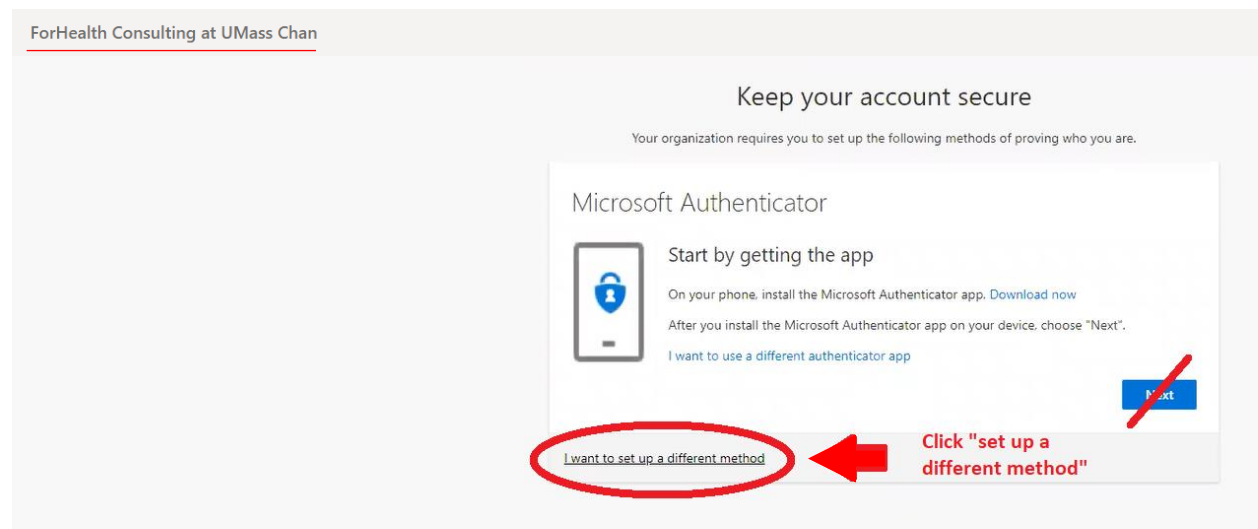 ForHealth Consulting at UMass Chan
Keep your account secure
Your organization requires you to set up the following methods of proving who you are.
Microsoft Authenticator
Start by getting the app
On your phone, install the Microsoft Authenticator app. Download now
After you install the Microsoft Authenticator app on your device, choose "Next".
I want to use a different authenticator app
Next
I want to set up a different method
Click "set up a
different method"